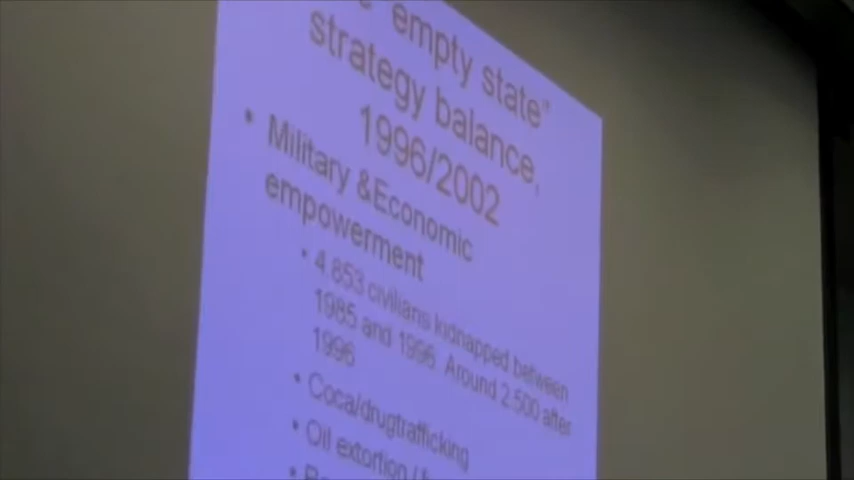 "empty state"
strategy balance,
1996/2002
• Military &Economic
empowerment
• 4.853 civilians kidnapped between
1985 and 1996. Around 2.500 after
1996
• Coca/drugtrafficking
• Oil extortion /